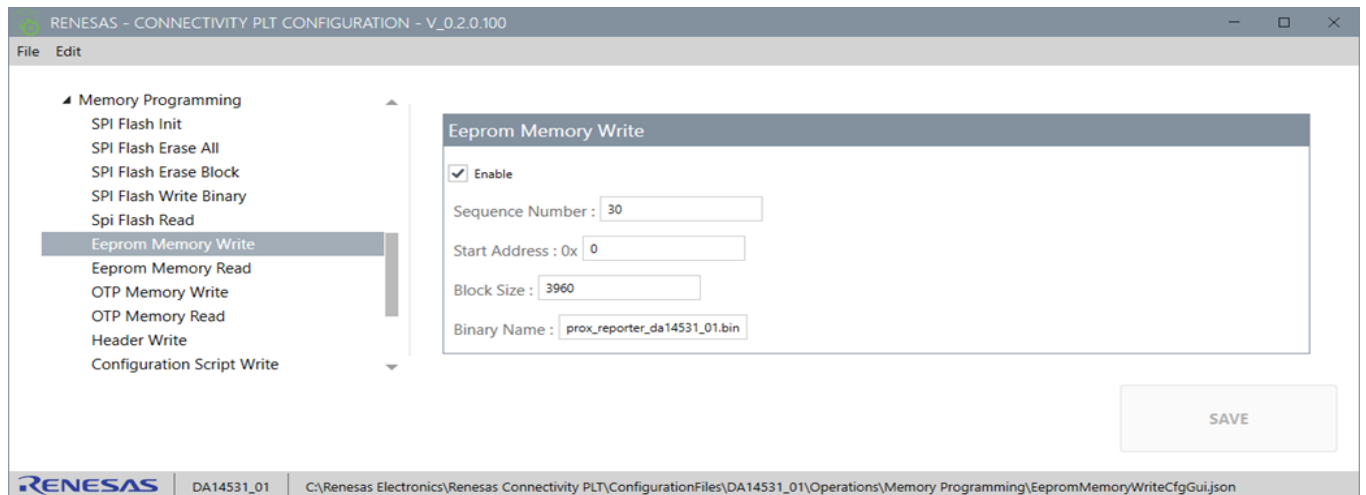 RENESAS - CONNECTIVITY PLT CONFIGURATION - V_0.2.0.100
File Edit
Memory Programming
SPI Flash Init
SPI Flash Erase All
SPI Flash Erase Block
SPI Flash Write Binary
Spi Flash Read
Eeprom Memory Write
Eeprom Memory Read
OTP Memory Write
OTP Memory Read
Header Write
Configuration Script Write
Eeprom Memory Write
Enable
Sequence Number : 30
Start Address : 0x 0
Block Size : 3960
Binary Name : prox_reporter_da14531_01.bin
SAVE
RENESAS DA14531_01 C:\Renesas Electronics\Renesas Connectivity PLT\ConfigurationFiles\DA14531_01\Operations\Memory Programming\EepromMemoryWriteCfgGui.json